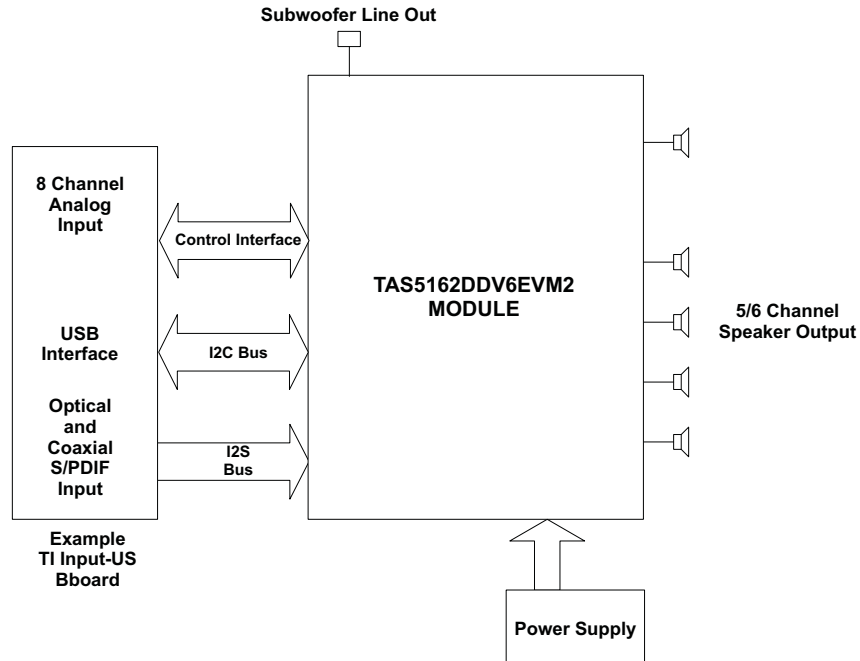 Subwoofer Line Out
8 Channel
Analog
Input
USB
Interface
Optical
and
Coaxial
S/PDIF
Input
Example
TI Input-US
Bboard
Control Interface
I2C Bus
I2S
Bus
TAS5162DDV6EVM2
MODULE
5/6 Channel
Speaker Output
Power Supply